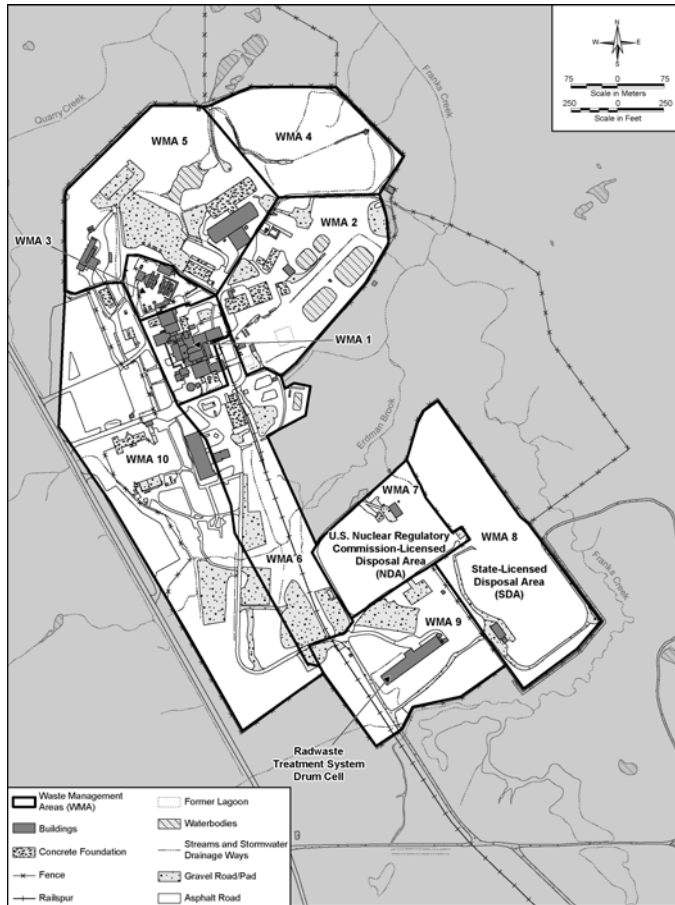 N
W
E
S
75
0
75
Scale in Meters
250
0
250
Scale in Feet
Quarry Creek
Franks Creek
WMA 4
WMA 5
WMA 2
WMA 3
WMA 1
Erdman Brook
WMA 10
WMA 7
WMA 8
U.S. Nuclear Regulatory
Commission-Licensed
Disposal Area
(NDA)
State-Licensed
Disposal Area
(SDA)
Franks Creek
WMA 6
WMA 9
Radwaste
Treatment System
Drum Cell
Waste Management
Areas (WMA)
Buildings
Concrete Foundation
Fence
Railspur
Former Lagoon
Waterbodies
Streams and Stormwater
Drainage Ways
Gravel Road/Pad
Asphalt Road